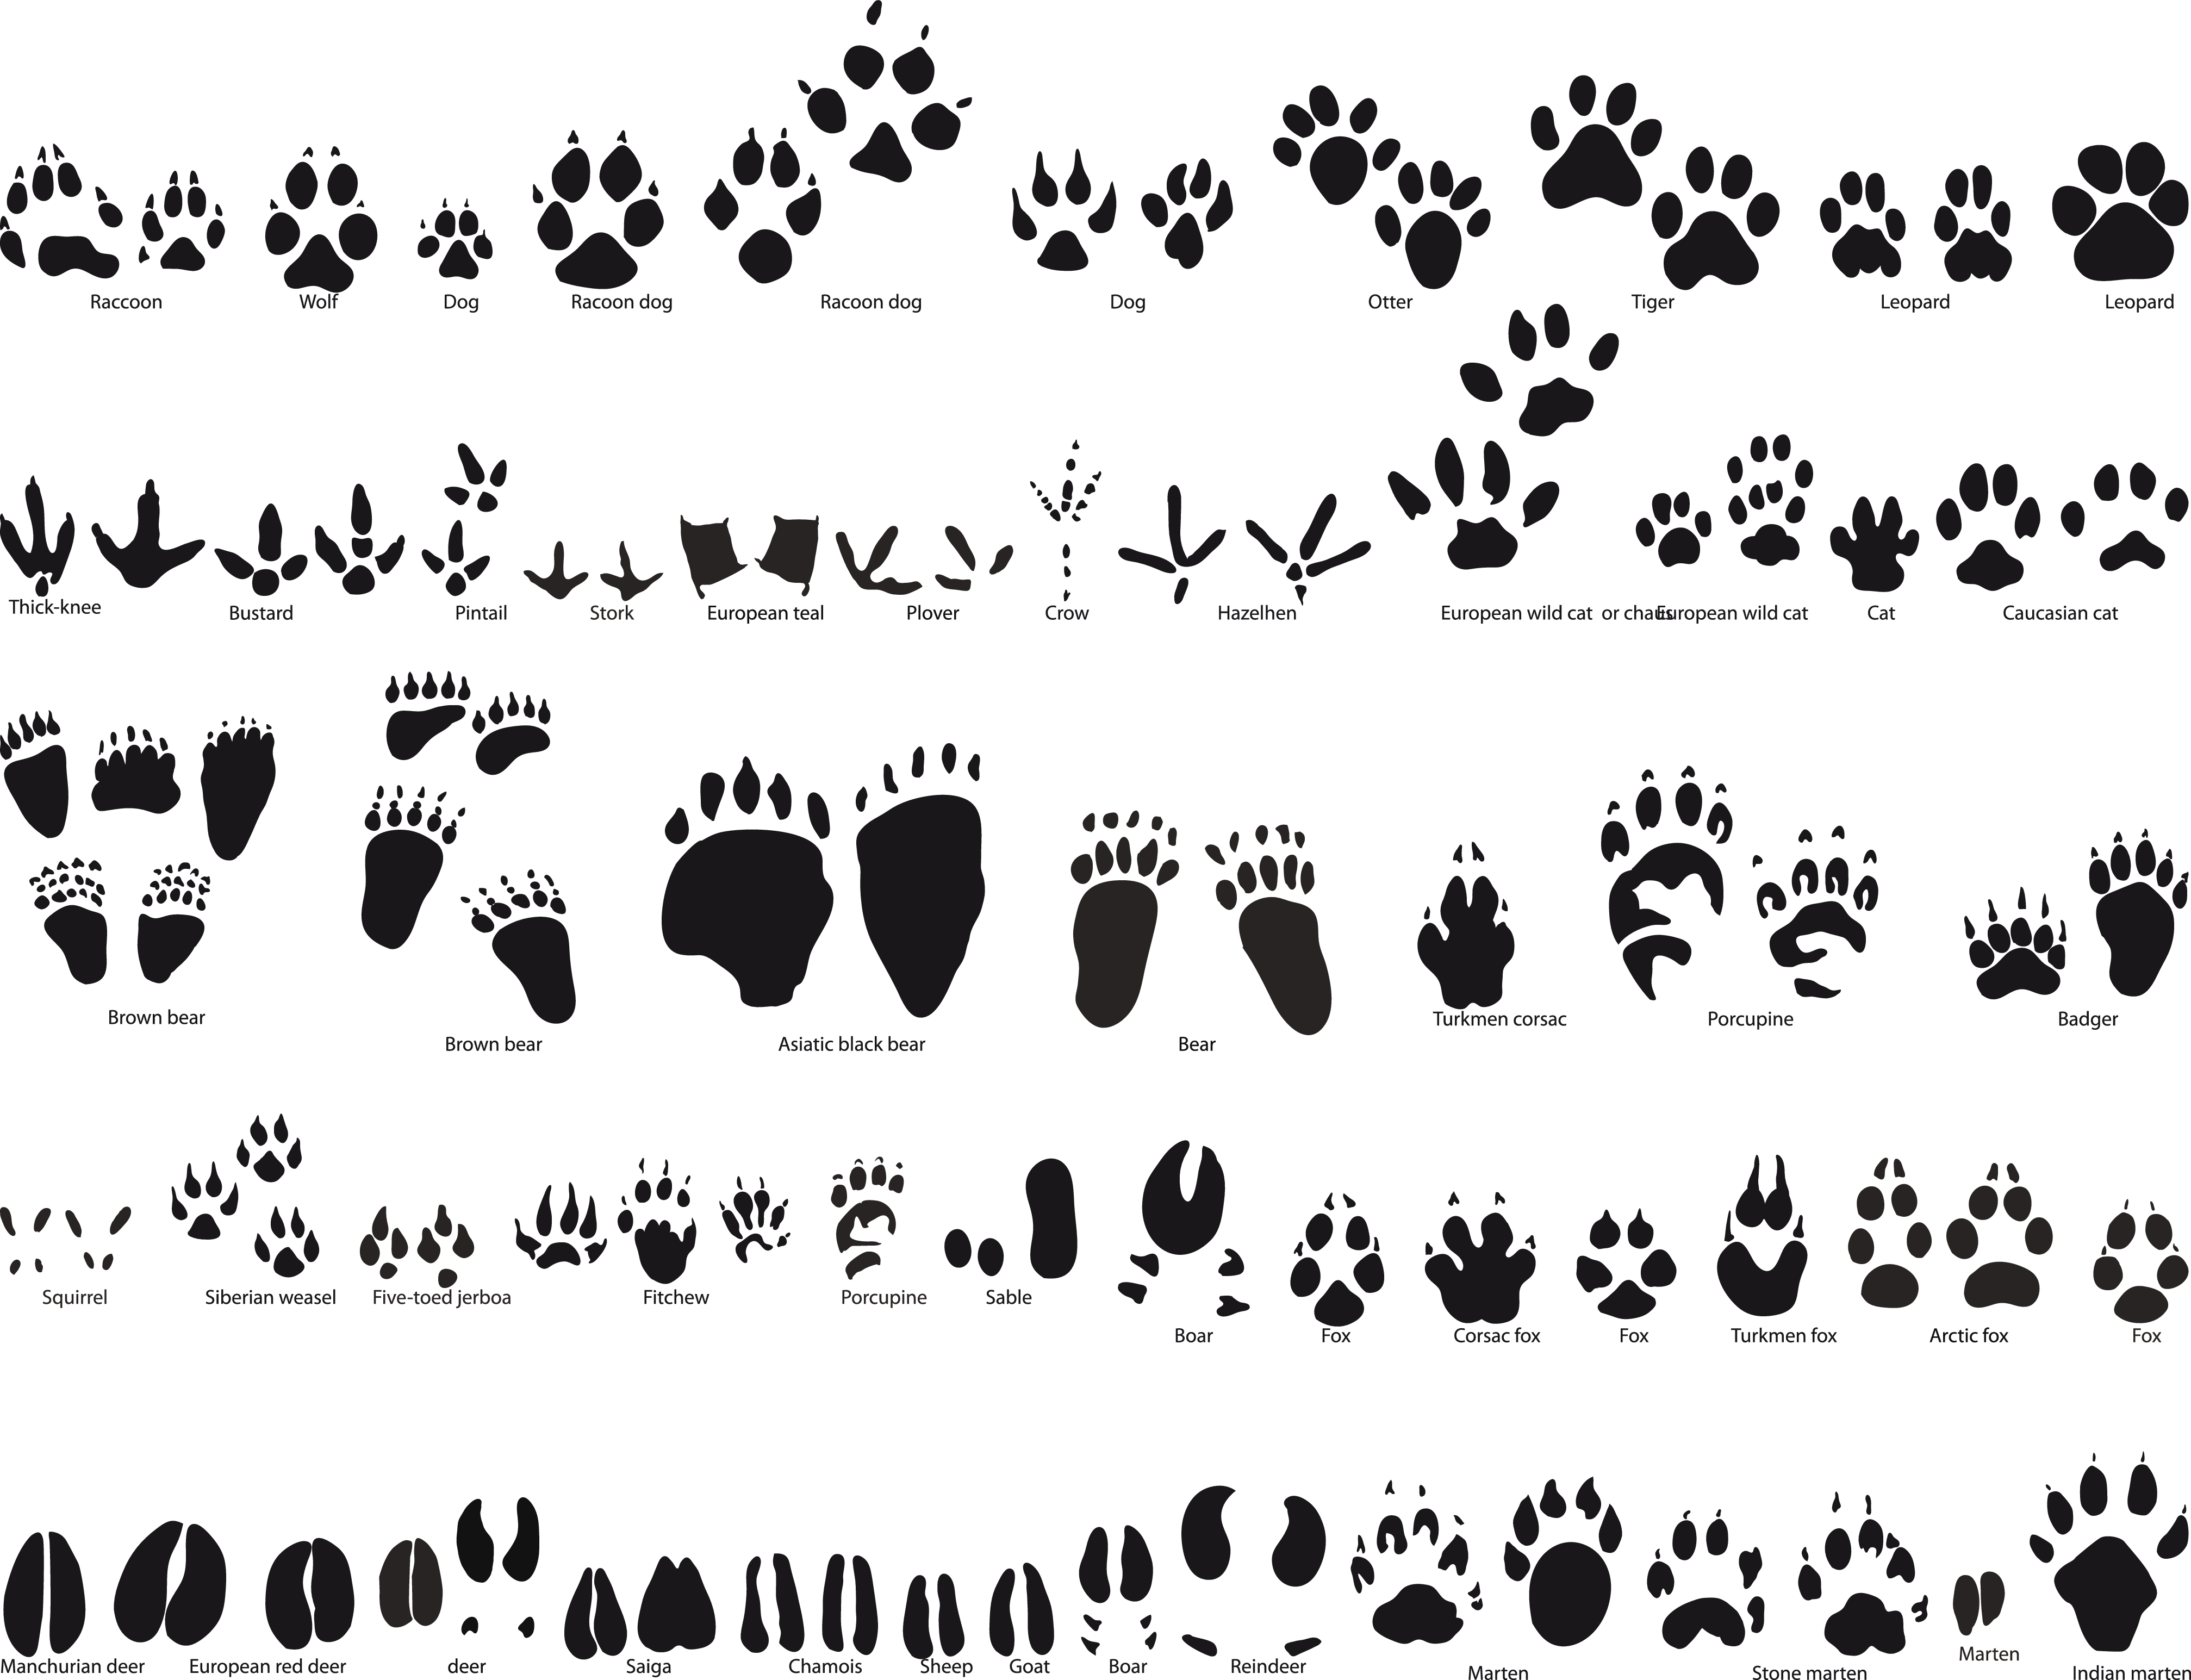 Raccoon Wolf Dog Racoon dog Racoon dog Dog Otter Tiger Leopard Leopard
Thick-knee Bustard Pintail Stork European teal Plover Crow Hazelhen European wild cat or chaus European wild cat Cat Caucasian cat
Brown bear Brown bear Asiatic black bear Bear Turkmen corsac Porcupine Badger
Squirrel Siberian weasel Five-toed jerboa Fitchew Porcupine Sable Boar Fox Corsac fox Fox Turkmen fox Arctic fox Fox
Manchurian deer European red deer deer Saiga Chamois Sheep Goat Boar Reindeer Marten Stone marten Marten Indian marten